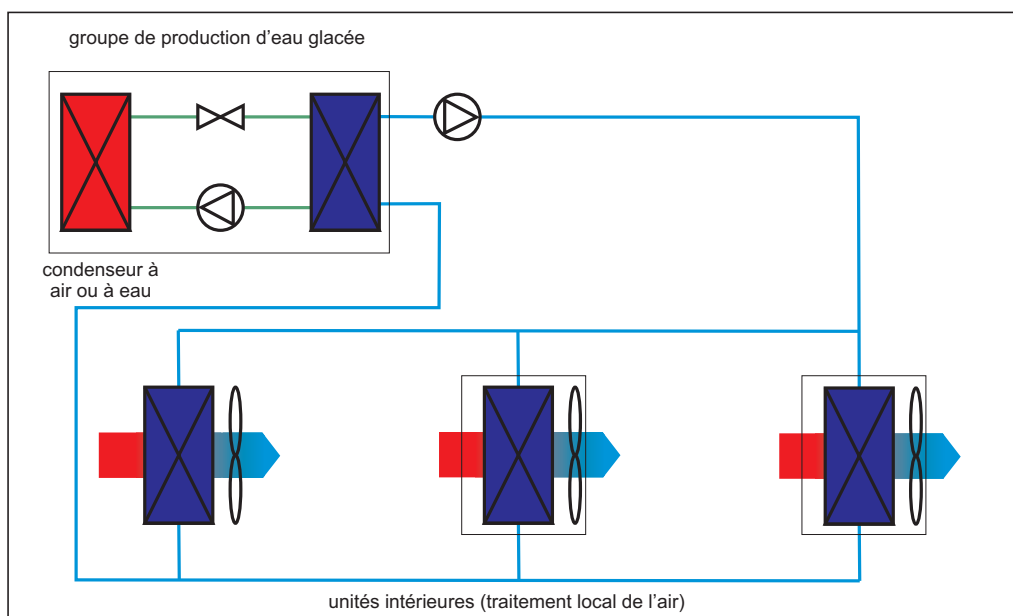 groupe de production d’eau glacée
condenseur à
air ou à eau
unités intérieures (traitement local de l’air)